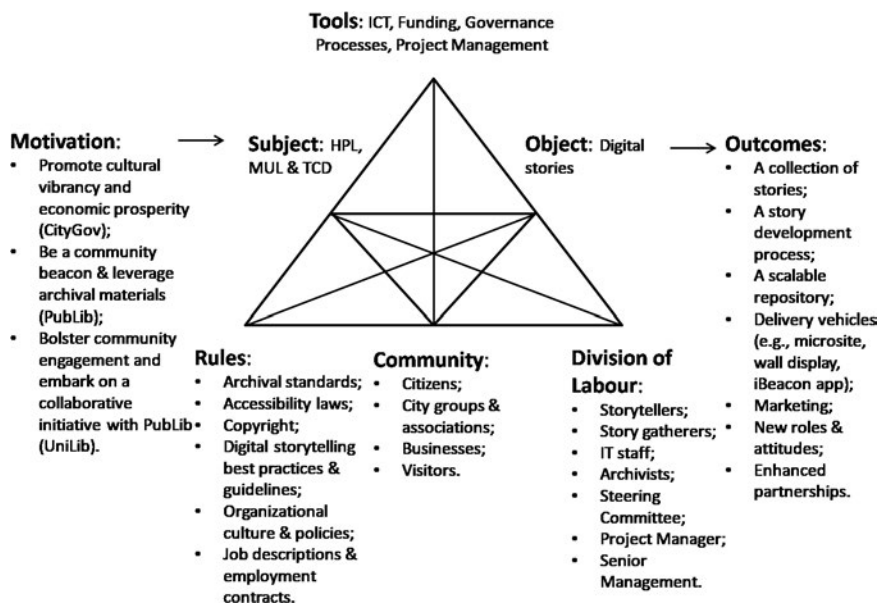 Tools: ICT, Funding, Governance
Processes, Project Management
Motivation:
• Promote cultural
vibrancy and
economic prosperity
(CityGov);
• Be a community
beacon & leverage
archival materials
(PubLib);
• Bolster community
engagement and
embark on a
collaborative
initiative with PubLib
(UniLib).
Subject: HPL,
MUL & TCD
Object: Digital
stories
Outcomes:
• A collection of
stories;
• A story
development
process;
• A scalable
repository;
• Delivery vehicles
(e.g., microsite,
wall display,
iBeacon app);
• Marketing;
• New roles &
attitudes;
• Enhanced
partnerships.
Rules:
• Archival standards;
• Accessibility laws;
• Copyright;
• Digital storytelling
best practices &
guidelines;
• Organizational
culture & policies;
• Job descriptions &
employment
contracts.
Community:
• Citizens;
• City groups &
associations;
• Businesses;
• Visitors.
Division of
Labour:
• Storytellers;
• Story gatherers;
• IT staff;
• Archivists;
• Steering
Committee;
• Project Manager;
• Senior
Management.